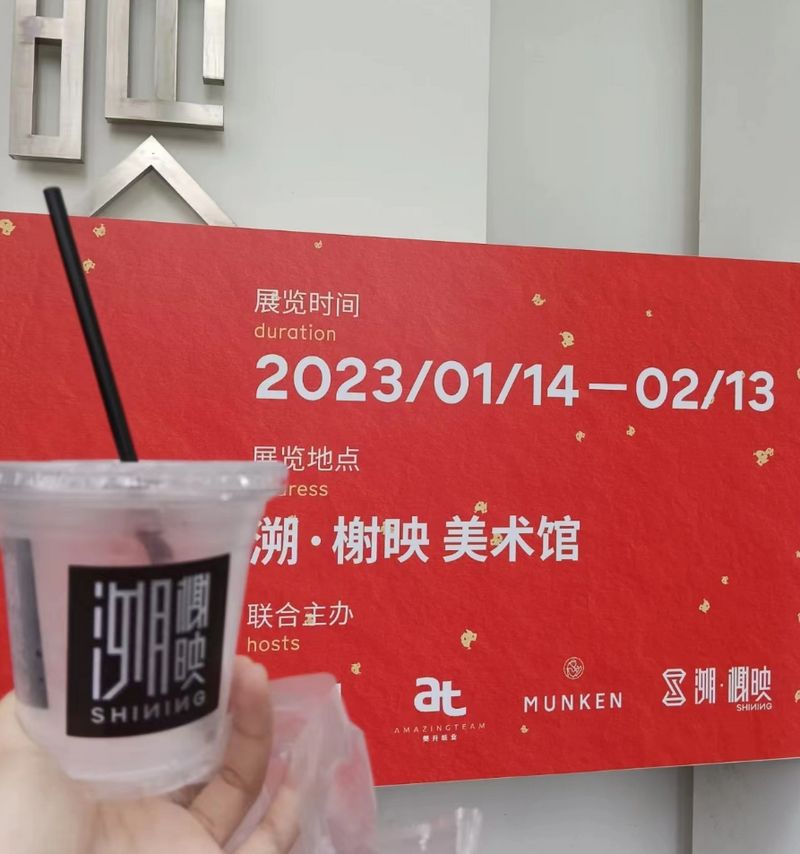 展览时间
duration
2023/01/14—02/13
展览地点
溯·榭映 美术馆
联合主办
hosts
at
AMAZINGTEAM
MUNKEN
溯·榭映
SHINING
溯榭映
SHINING